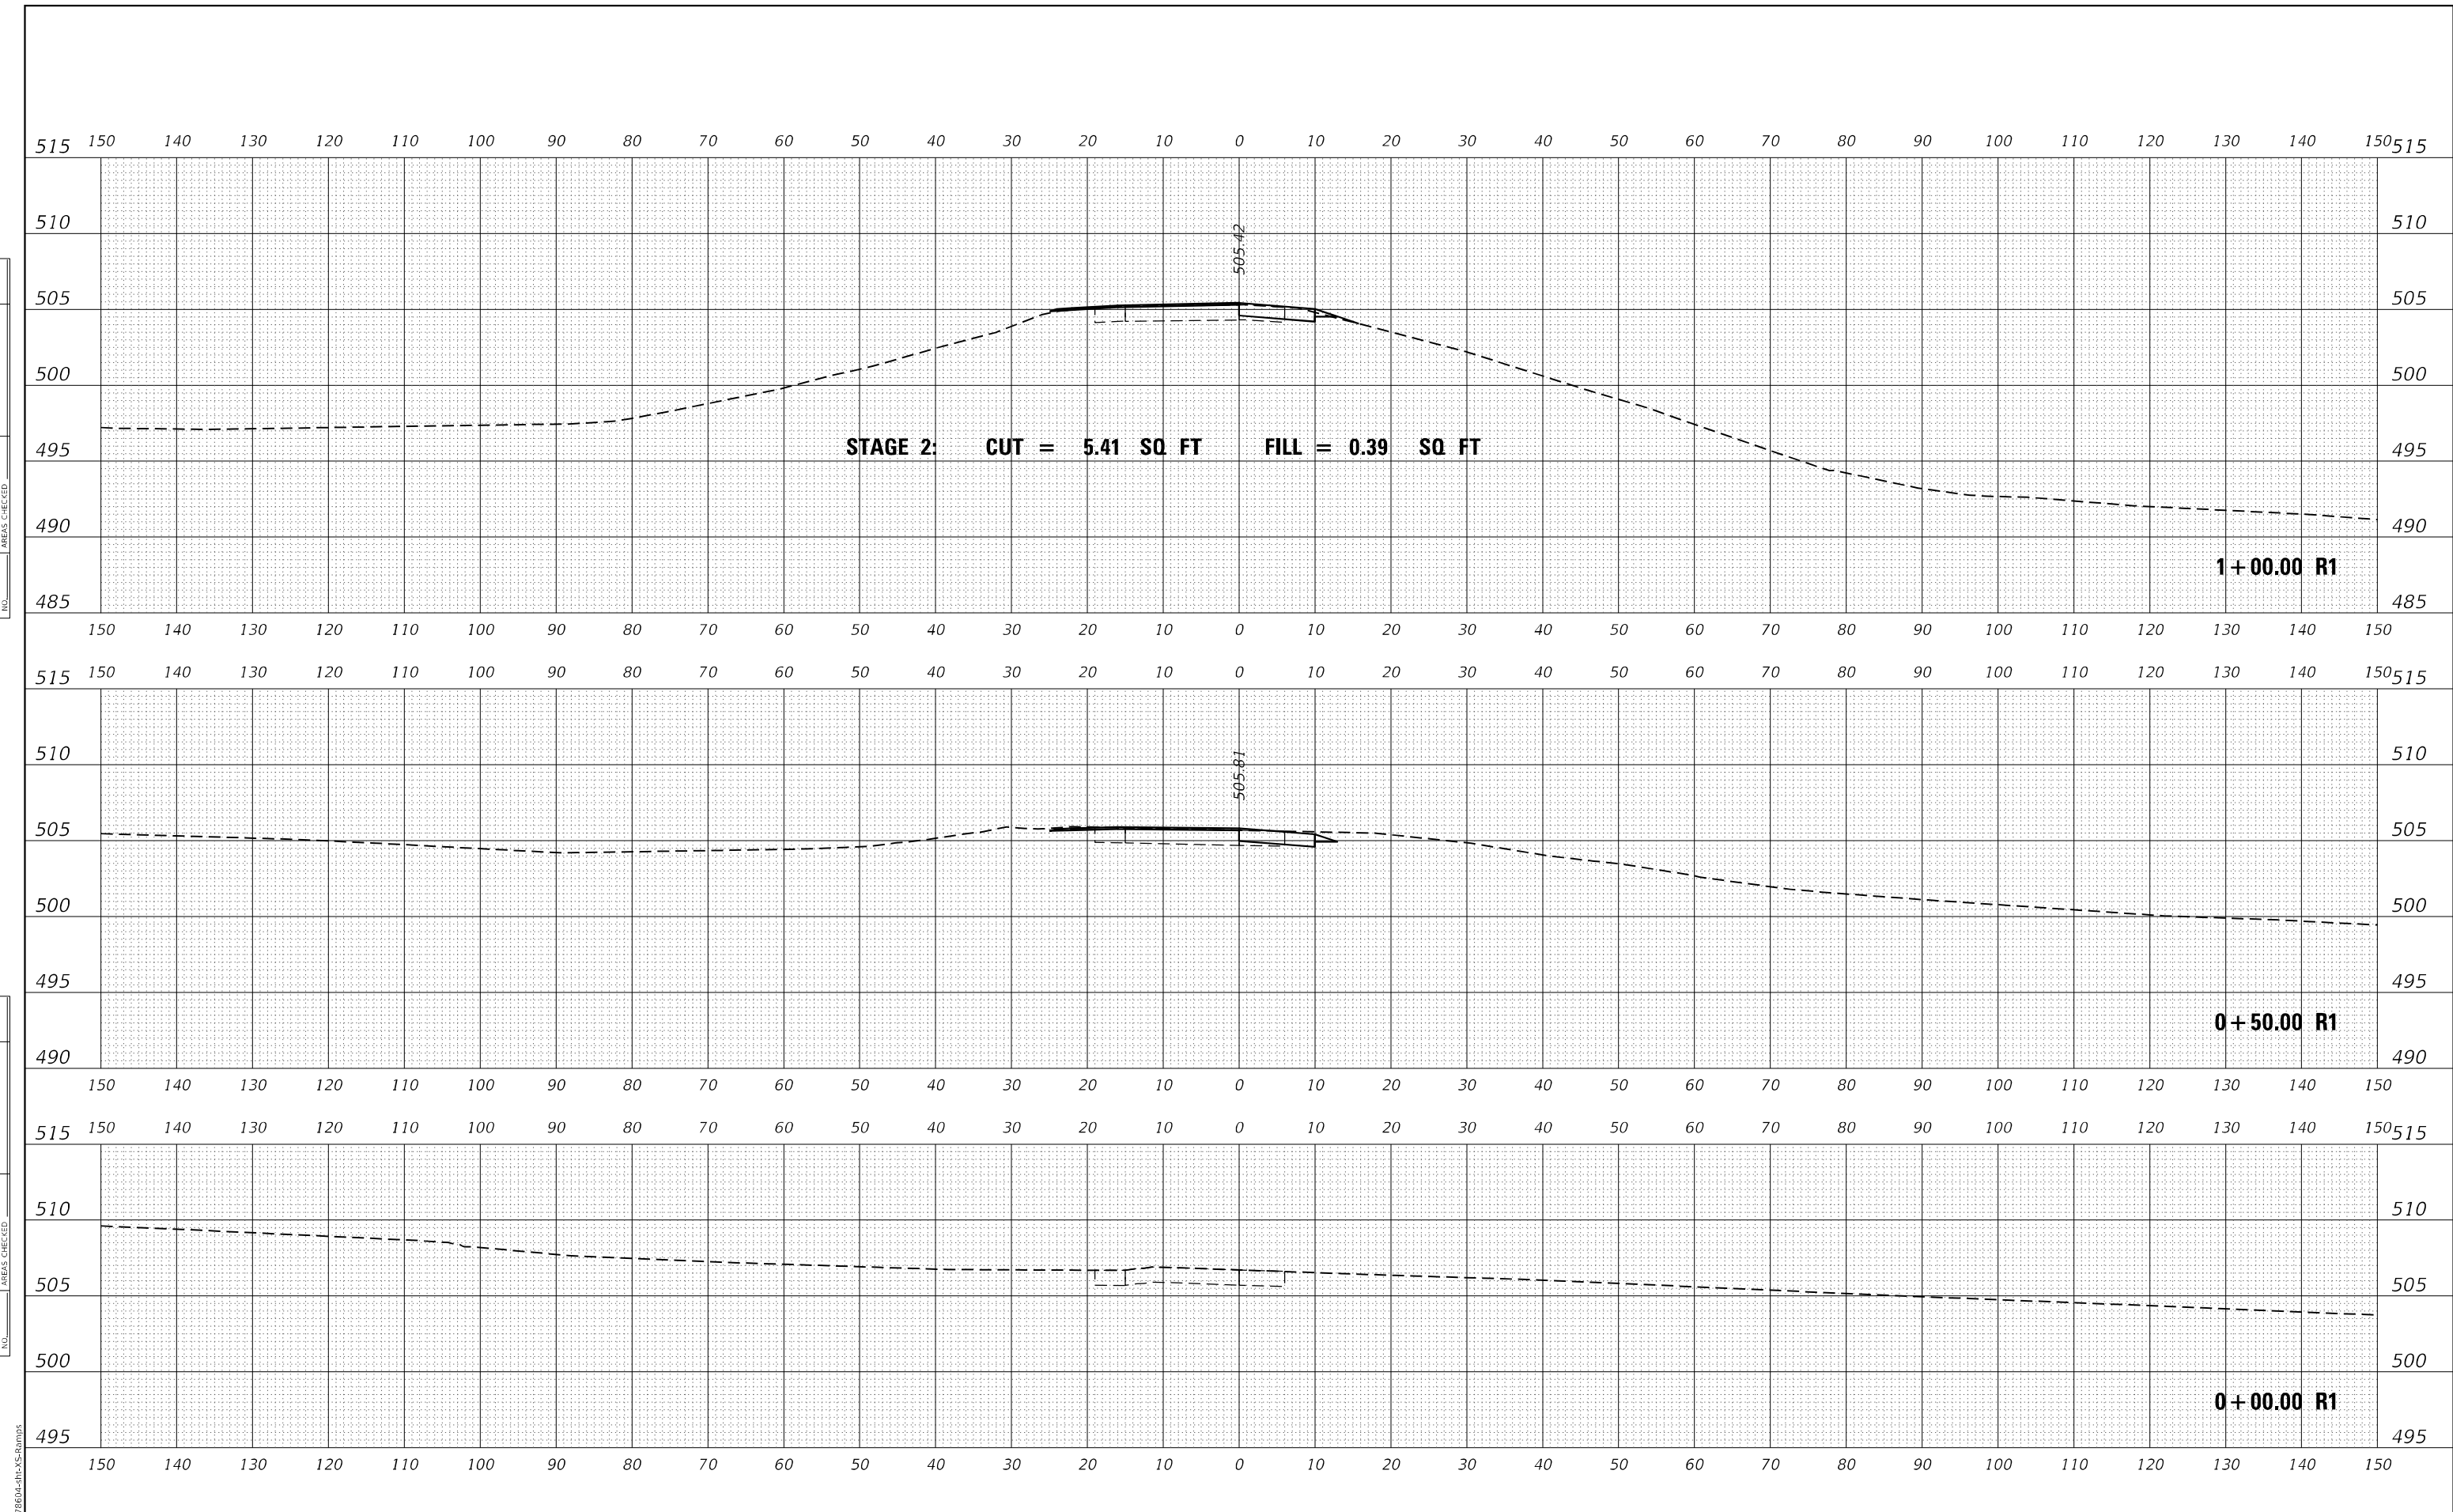 150 140 130 120 110 100 90 80 70 60 50 40 30 20 10 0 10 20 30 40 50 60 70 80 90 100 110 120 130 140 150
515 515
510 510
505.42
505 505
500 500
STAGE 2: CUT = 5.41 SQ FT FILL = 0.39 SQ FT
495 495
490 490
1+00.00 R1
485 485
150 140 130 120 110 100 90 80 70 60 50 40 30 20 10 0 10 20 30 40 50 60 70 80 90 100 110 120 130 140 150
150 140 130 120 110 100 90 80 70 60 50 40 30 20 10 0 10 20 30 40 50 60 70 80 90 100 110 120 130 140 150
515 515
510 510
505.81
505 505
500 500
495 495
0+50.00 R1
490 490
150 140 130 120 110 100 90 80 70 60 50 40 30 20 10 0 10 20 30 40 50 60 70 80 90 100 110 120 130 140 150
150 140 130 120 110 100 90 80 70 60 50 40 30 20 10 0 10 20 30 40 50 60 70 80 90 100 110 120 130 140 150
515 515
510 510
505 505
500 500
0+00.00 R1
495 495
150 140 130 120 110 100 90 80 70 60 50 40 30 20 10 0 10 20 30 40 50 60 70 80 90 100 110 120 130 140 150
AREAS CHECKED
NO.
AREAS CHECKED
NO.
78604-sht-XS-Ramps